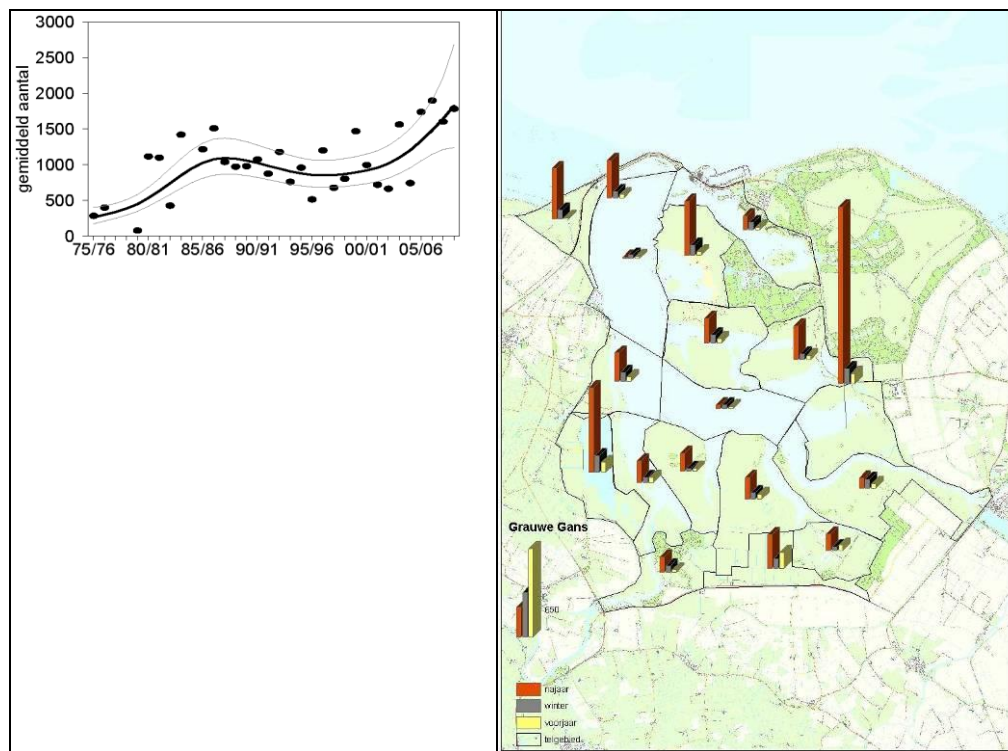 3000
2500
2000
1500
1000
500
0
gemiddeld aantal
75/76 80/81 85/86 90/91 95/96 00/01 05/06
Grauwe Gans
650
najaar
winter
voorjaar
telgebied